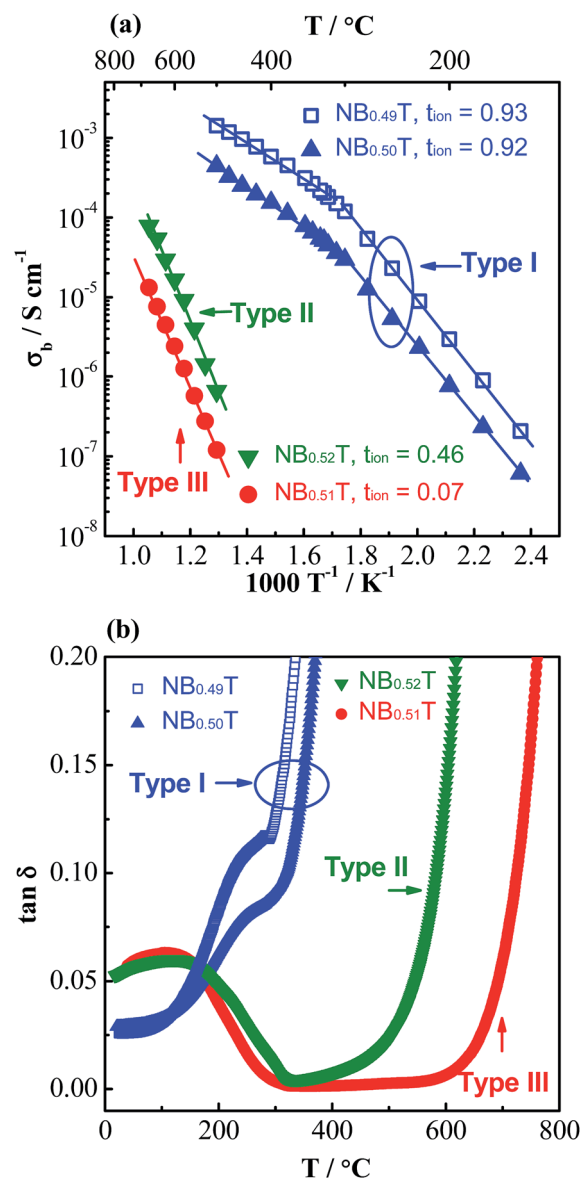 (a)
T / °C
800 600 400 200
NB0.49T, tion = 0.93
NB0.50T, tion = 0.92
10-3
10-4
10-5
10-6
10-7
10-8
σb / S cm-1
Type I
Type II
Type III
NB0.52T, tion = 0.46
NB0.51T, tion = 0.07
1.0 1.2 1.4 1.6 1.8 2.0 2.2 2.4
1000 T-1 / K-1
(b)
0.20
0.15
0.10
0.05
0.00
tan δ
NB0.49T
NB0.50T
NB0.52T
NB0.51T
Type I
Type II
Type III
0 200 400 600 800
T / °C